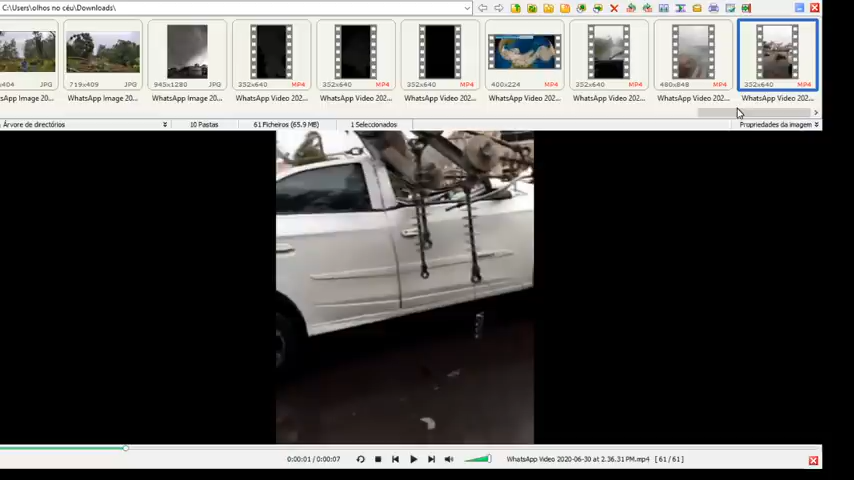 C:\Users\olhos no céu\Downloads\
404 JPG
719x409 JPG
945x1280 JPG
352x640 MP4
352x640 MP4
352x640 MP4
400x224 MP4
352x640 MP4
480x848 MP4
352x640 MP4
App Image 20...
WhatsApp Image 20...
WhatsApp Image 20...
WhatsApp Video 202...
WhatsApp Video 202...
WhatsApp Video 202...
WhatsApp Video 202...
WhatsApp Video 202...
WhatsApp Video 202...
WhatsApp Video 202...
Árvore de directórios
10 Pastas
61 Ficheiros (65.9 MB)
1 Seleccionados
Propriedades da imagem
0:00:01 / 0:00:07
WhatsApp Video 2020-06-30 at 2.36.31 PM.mp4 [ 61 / 61 ]